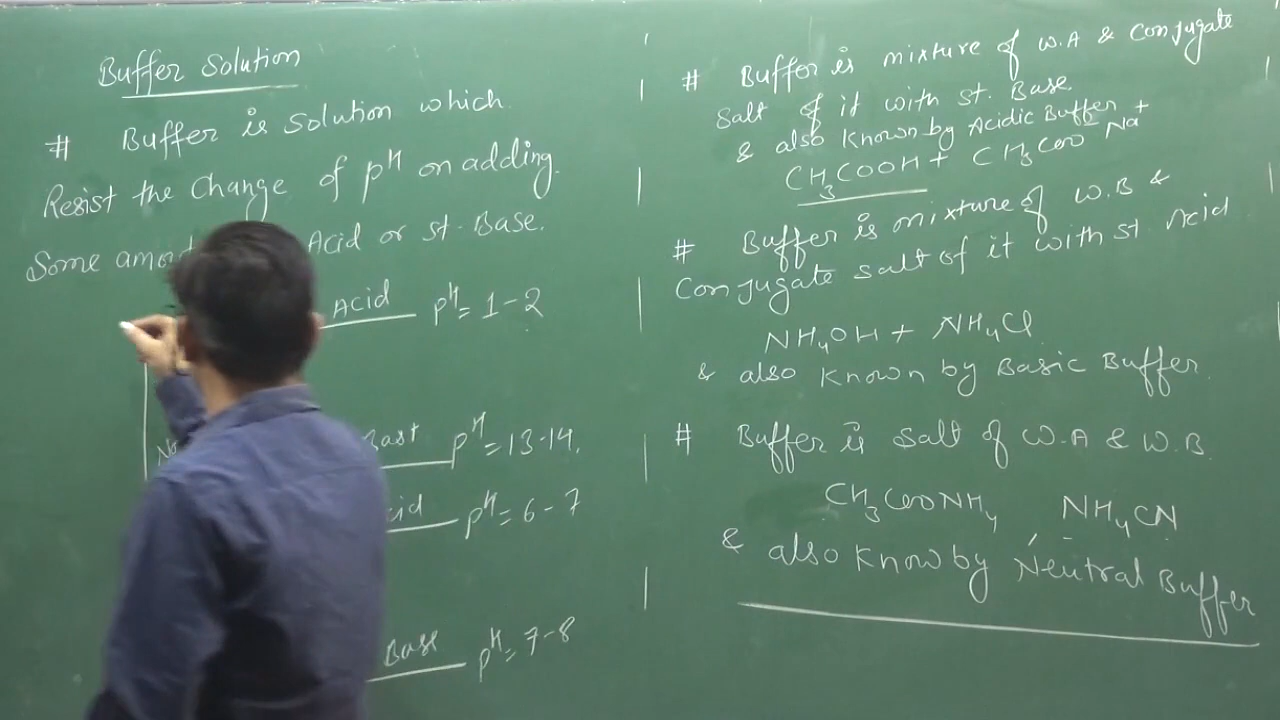 Buffer Solution
# Buffer is Solution which
Resist the Change of pH on adding
Some amo Acid or st. Base.
Acid pH = 1-2
pH = 13-14.
cid pH = 6-7
Base pH = 7-8
# Buffer is mixture of W.A & Conjugate
Salt of it with st. Base
& also Known by Acidic Buffer
CH3COOH + CH3COO- Na+
# Buffer is mixture of W.B &
Conjugate Salt of it with st. Acid
NH4OH + NH4Cl
& also Known by Basic Buffer
# Buffer is Salt of W.A & W.B.
CH3COONH4, NH4CN
& also Know by Neutral Buffer